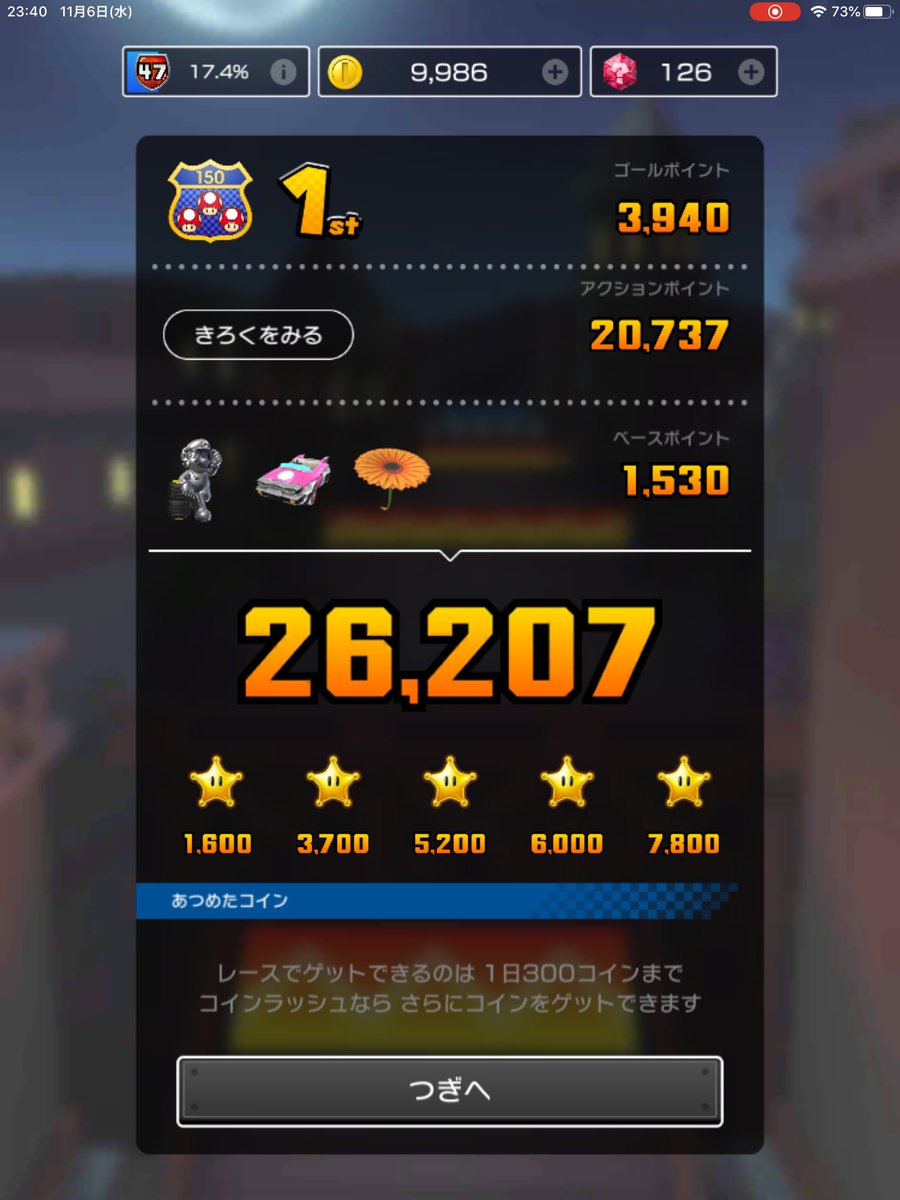 23:40 11月6日(水) 73%
47 17.4% i 9,986 126
150 1st ゴールポイント
3,940
アクションポイント
きろくをみる 20,737
ベースポイント
1,530
26,207
1,600 3,700 5,200 6,000 7,800
あつめたコイン
レースでゲットできるのは 1日300コインまで
コインラッシュなら さらにコインをゲットできます
つぎへ